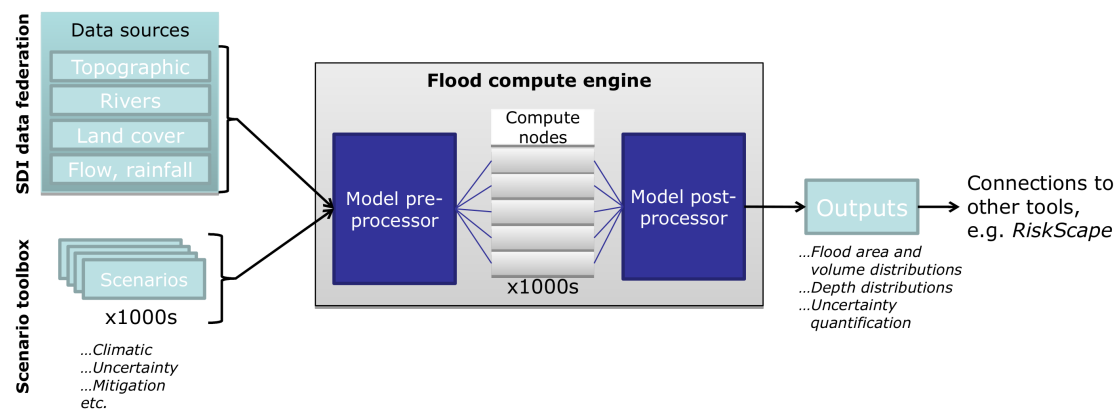 SDI data federation
Data sources
Topographic
Rivers
Land cover
Flow, rainfall
Scenario toolbox
Scenarios
x1000s
...Climatic
...Uncertainty
...Mitigation
etc.
Flood compute engine
Model pre-
processor
Compute
nodes
x1000s
Model post-
processor
Outputs
...Flood area and
volume distributions
...Depth distributions
...Uncertainty
quantification
Connections to
other tools,
e.g. RiskScape